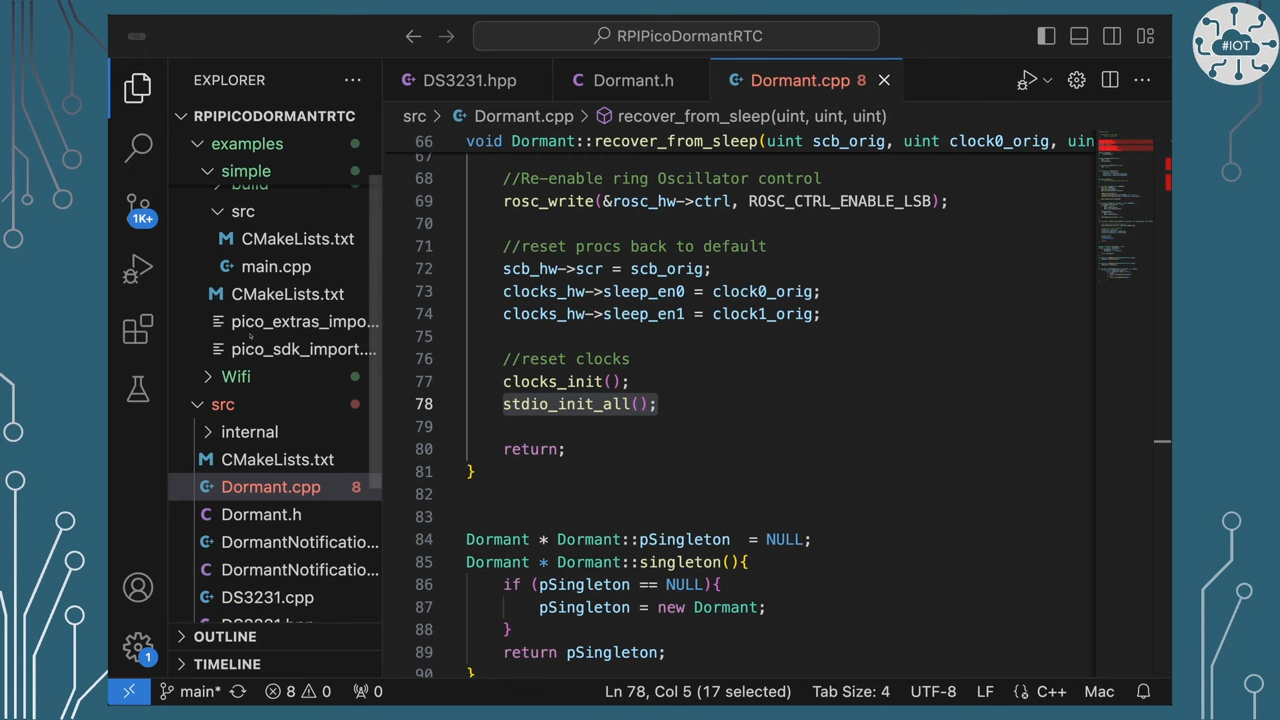 RPIPicoDormantRTC
#IOT
EXPLORER
DS3231.hpp
Dormant.h
Dormant.cpp 8
RPIPICODORMANTRTC
src > Dormant.cpp > recover_from_sleep(uint, uint, uint)
examples
simple
build
src
CMakeLists.txt
main.cpp
CMakeLists.txt
pico_extras_impo...
pico_sdk_import....
Wifi
src
internal
CMakeLists.txt
Dormant.cpp 8
Dormant.h
DormantNotificatio...
DormantNotificatio...
DS3231.cpp
DS3231.hpp
OUTLINE
TIMELINE
1K+
1
66 void Dormant::recover_from_sleep(uint scb_orig, uint clock0_orig, uin
67
68 //Re-enable ring Oscillator control
69 rosc_write(&rosc_hw->ctrl, ROSC_CTRL_ENABLE_LSB);
70
71 //reset procs back to default
72 scb_hw->scr = scb_orig;
73 clocks_hw->sleep_en0 = clock0_orig;
74 clocks_hw->sleep_en1 = clock1_orig;
75
76 //reset clocks
77 clocks_init();
78 stdio_init_all();
79
80 return;
81 }
82
83
84 Dormant * Dormant::pSingleton = NULL;
85 Dormant * Dormant::singleton(){
86 if (pSingleton == NULL){
87 pSingleton = new Dormant;
88 }
89 return pSingleton;
90 }
main* 8 0 0 Ln 78, Col 5 (17 selected) Tab Size: 4 UTF-8 LF {} C++ Mac